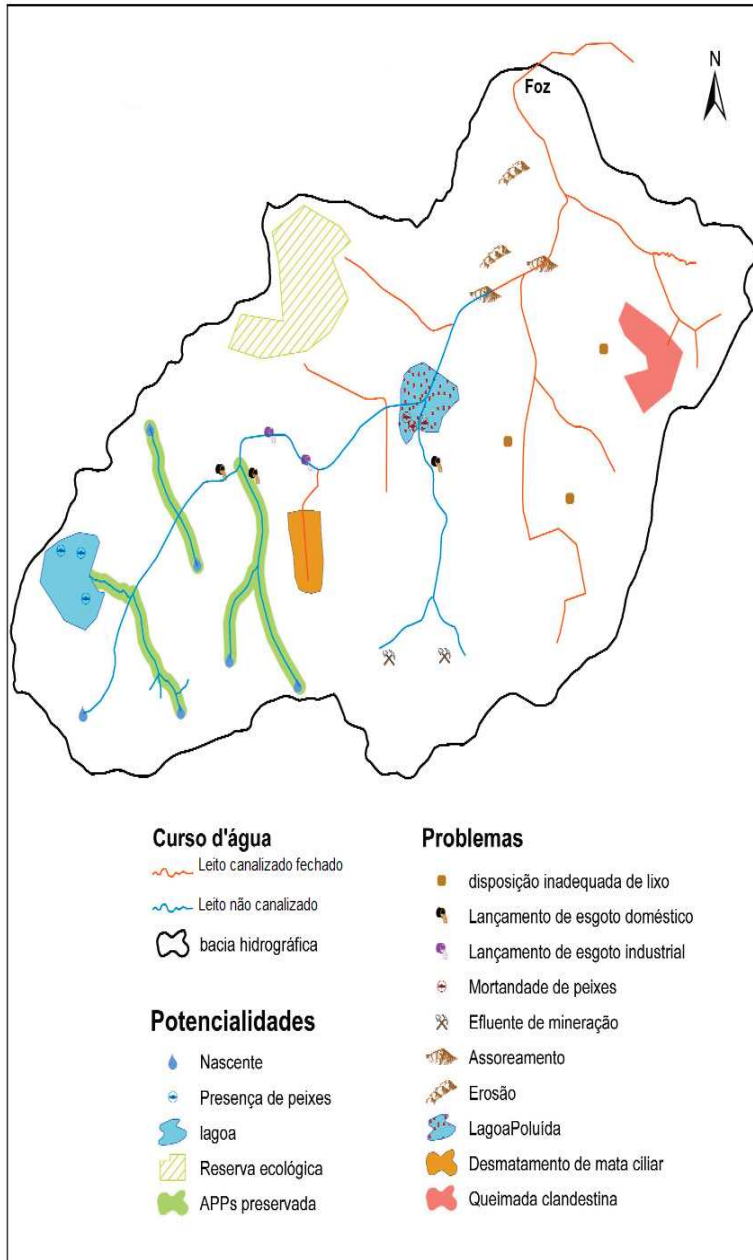 Foz
N
Curso d'água
Leito canalizado fechado
Leito não canalizado
bacia hidrográfica
Potencialidades
Nascente
Presença de peixes
lagoa
Reserva ecológica
APPs preservada
Problemas
disposição inadequada de lixo
Lançamento de esgoto doméstico
Lançamento de esgoto industrial
Mortandade de peixes
Efluente de mineração
Assoreamento
Erosão
LagoaPoluída
Desmatamento de mata ciliar
Queimada clandestina